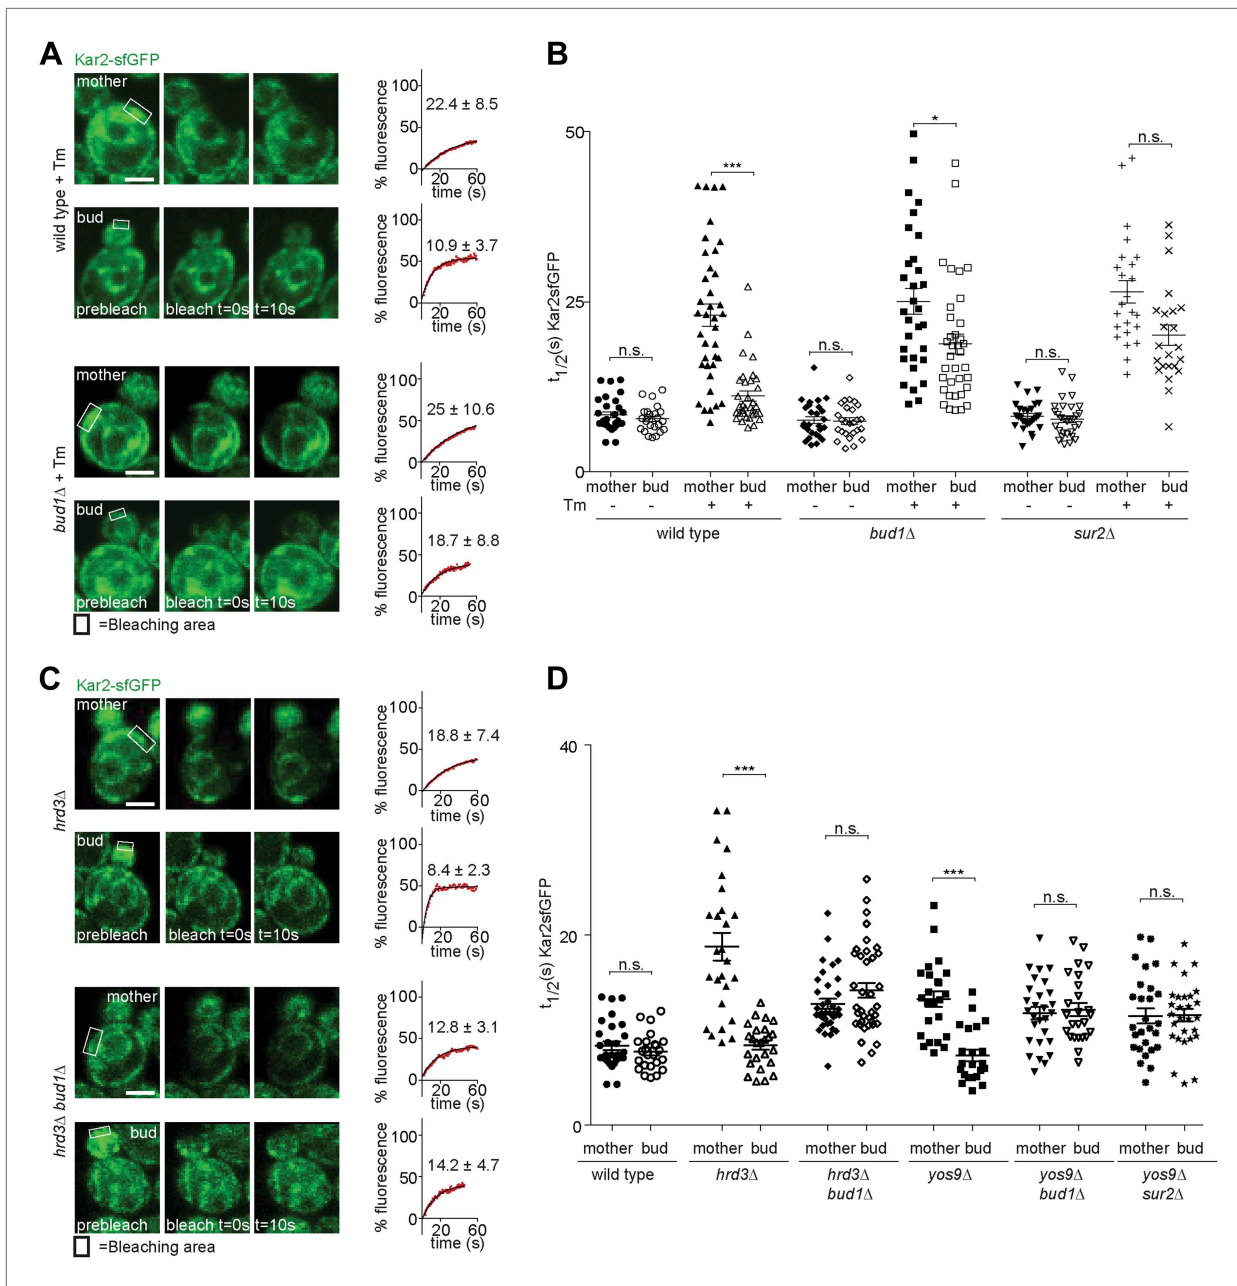 A
Kar2-sfGFP
wild type + Tm
mother
% fluorescence
100
50
0
22.4 ± 8.5
20 60
time (s)
bud
prebleach bleach t=0s t=10s
% fluorescence
100
50
0
10.9 ± 3.7
20 60
time (s)
bud1Δ + Tm
mother
% fluorescence
100
50
0
25 ± 10.6
20 60
time (s)
bud
prebleach bleach t=0s t=10s
% fluorescence
100
50
0
18.7 ± 8.8
20 60
time (s)
=Bleaching area
B
t1/2(s) Kar2sfGFP
50
25
0
n.s. *** n.s. * n.s. n.s.
mother bud mother bud mother bud mother bud mother bud mother bud
Tm - - + + - - + + - - + +
wild type bud1Δ sur2Δ
C
Kar2-sfGFP
hrd3Δ
mother
% fluorescence
100
50
0
18.8 ± 7.4
20 60
time (s)
bud
prebleach bleach t=0s t=10s
% fluorescence
100
50
0
8.4 ± 2.3
20 60
time (s)
hrd3Δ bud1Δ
mother
% fluorescence
100
50
0
12.8 ± 3.1
20 60
time (s)
bud
prebleach bleach t=0s t=10s
% fluorescence
100
50
0
14.2 ± 4.7
20 60
time (s)
=Bleaching area
D
t1/2(s) Kar2sfGFP
40
20
0
n.s. *** n.s. *** n.s. n.s.
mother bud mother bud mother bud mother bud mother bud mother bud
wild type hrd3Δ hrd3Δ yos9Δ yos9Δ yos9Δ
bud1Δ bud1Δ sur2Δ